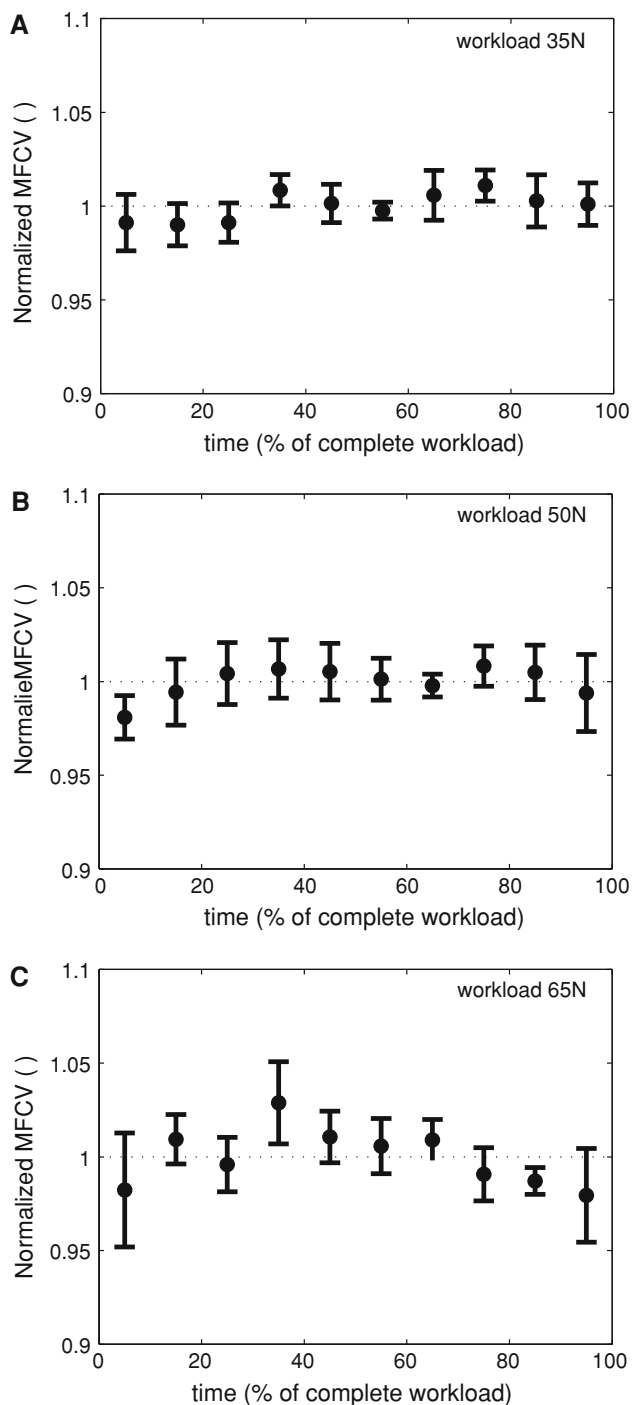 A
workload 35N
1.1
1.05
1
0.95
0.9
Normalized MFCV ( )
0 20 40 60 80 100
time (% of complete workload)
B
workload 50N
1.1
1.05
1
0.95
0.9
NormalieMFCV ( )
0 20 40 60 80 100
time (% of complete workload)
C
workload 65N
1.1
1.05
1
0.95
0.9
Normalized MFCV ( )
0 20 40 60 80 100
time (% of complete workload)